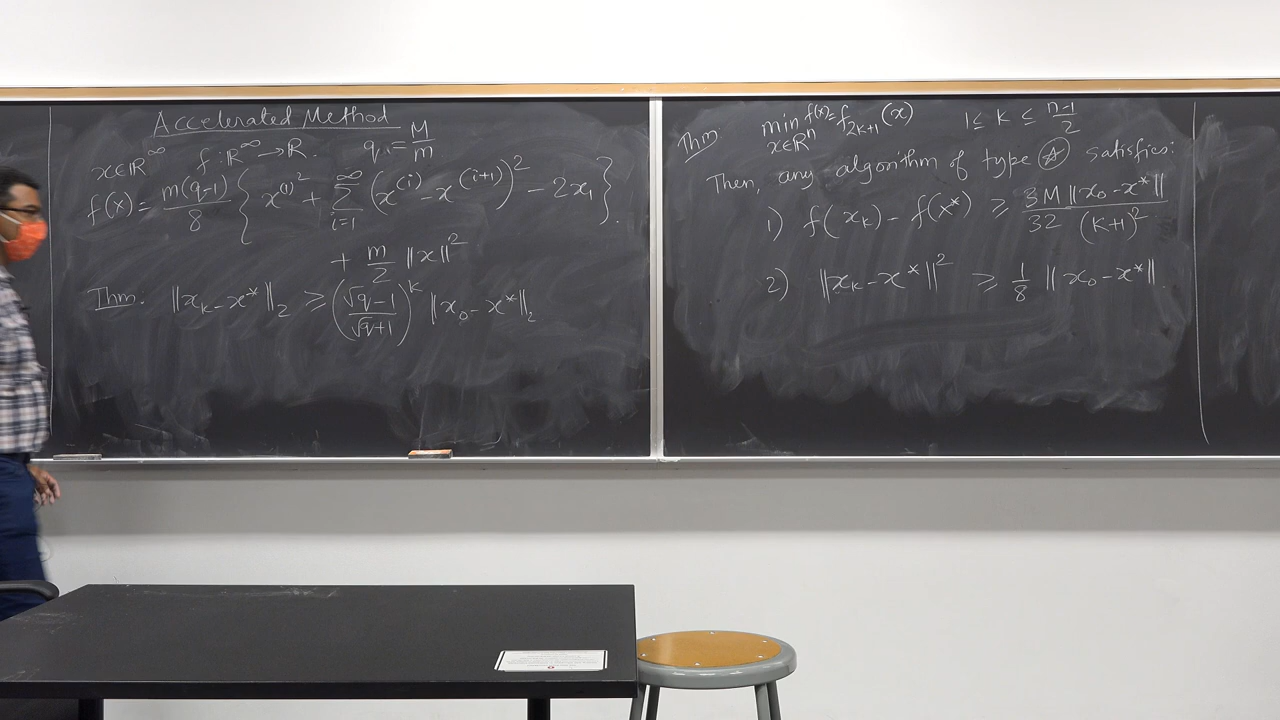 Accelerated Method
x∈ℝ^∞ f:ℝ^∞→ℝ. q := M/m
f(x) = m(q-1)/8 { x^(1)² + Σ_{i=1}^∞ (x^(i) - x^(i+1))² - 2x₁ }.
+ m/2 ||x||²
Thm: ||x_k - x*||₂ ≥ ((√q - 1)/(√q + 1))^k ||x₀ - x*||₂
Thm: min_{x∈ℝ^n} f(x) = f_{2k+1}(x) 1 ≤ k ≤ (n-1)/2
Then, any algorithm of type Ⓐ satisfies:
1) f(x_k) - f(x*) ≥ 3M ||x₀ - x*|| / 32 (k+1)²
2) ||x_k - x*||² ≥ 1/8 ||x₀ - x*||.